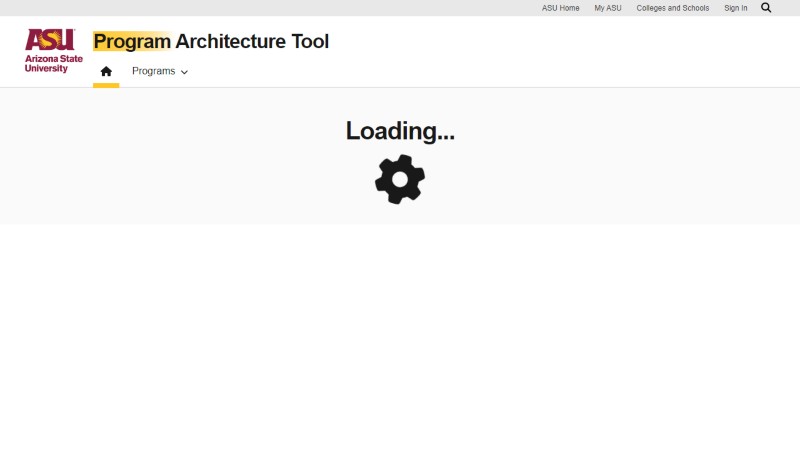 ASU Home My ASU Colleges and Schools Sign In
ASU
Arizona State
University
Program Architecture Tool
Programs
Loading...